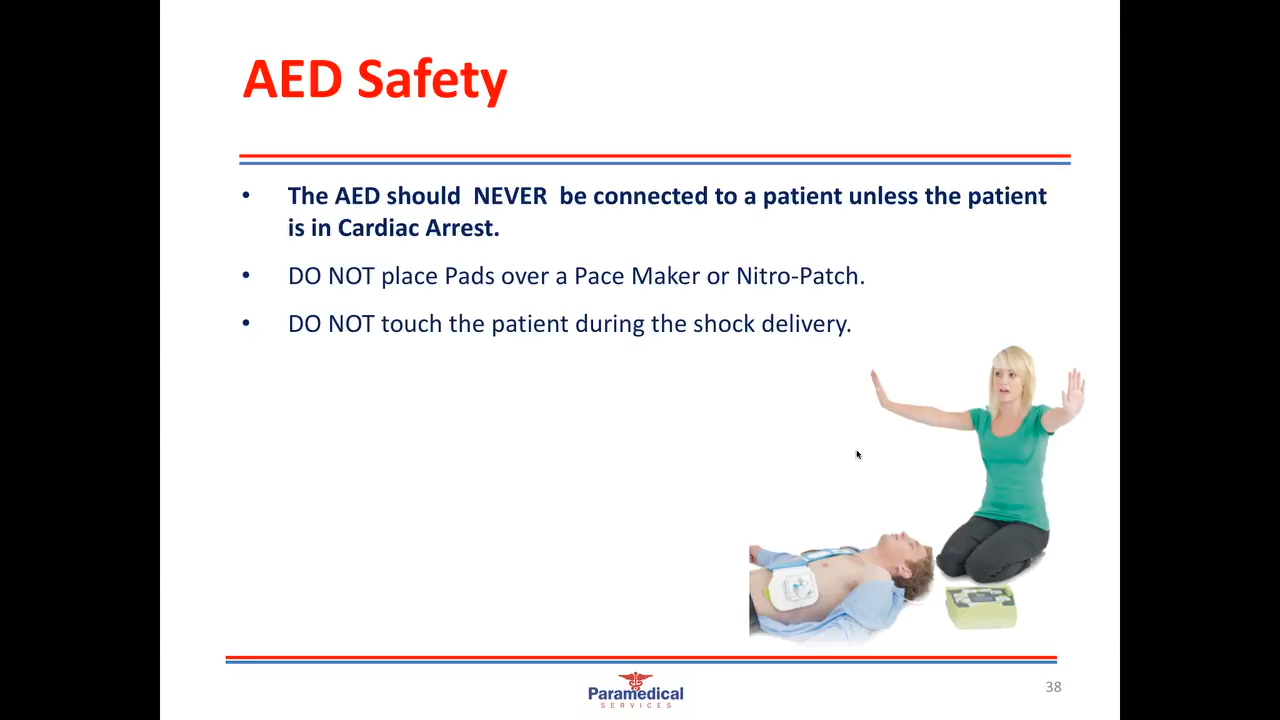 AED Safety
• The AED should  NEVER  be connected to a patient unless the patient
is in Cardiac Arrest.
• DO NOT place Pads over a Pace Maker or Nitro-Patch.
• DO NOT touch the patient during the shock delivery.
Paramedical
SERVICES
38